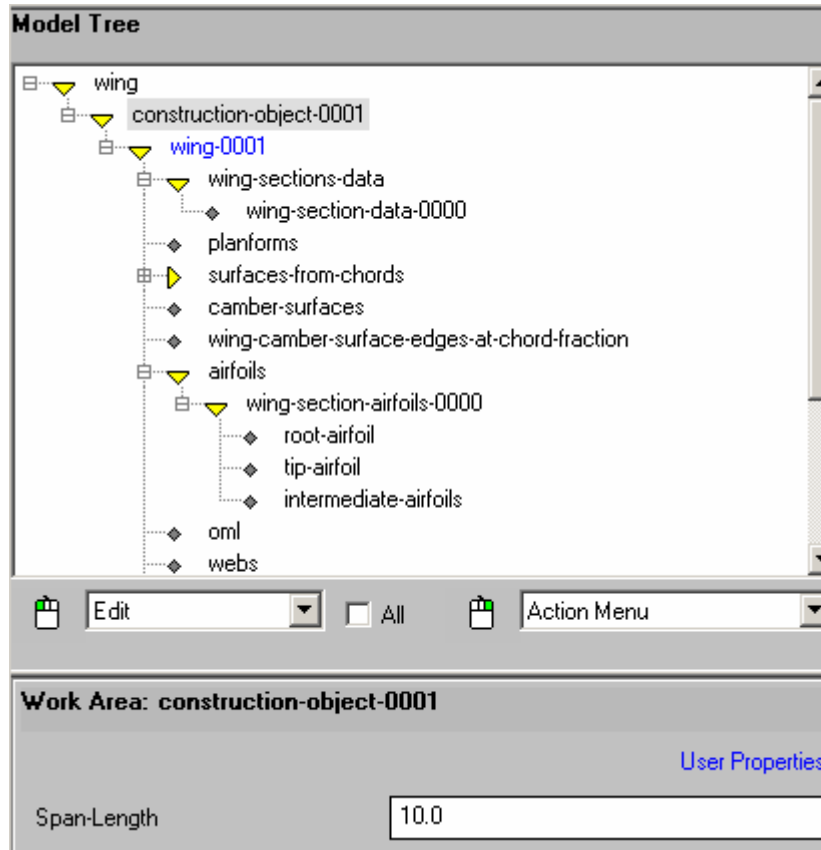 Model Tree
wing
construction-object-0001
wing-0001
wing-sections-data
wing-section-data-0000
planforms
surfaces-from-chords
camber-surfaces
wing-camber-surface-edges-at-chord-fraction
airfoils
wing-section-airfoils-0000
root-airfoil
tip-airfoil
intermediate-airfoils
oml
webs
Edit All Action Menu
Work Area: construction-object-0001
User Properties
Span-Length 10.0